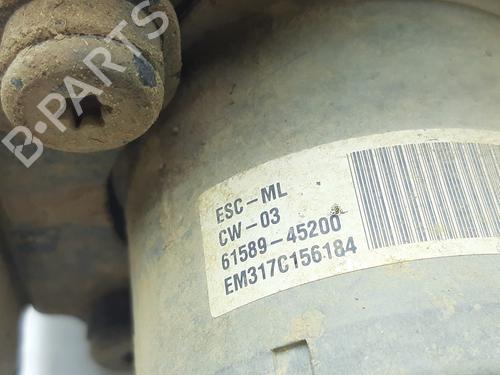 B-PARTS
ESC-ML
CW-03
61589-45200
EM317C156184